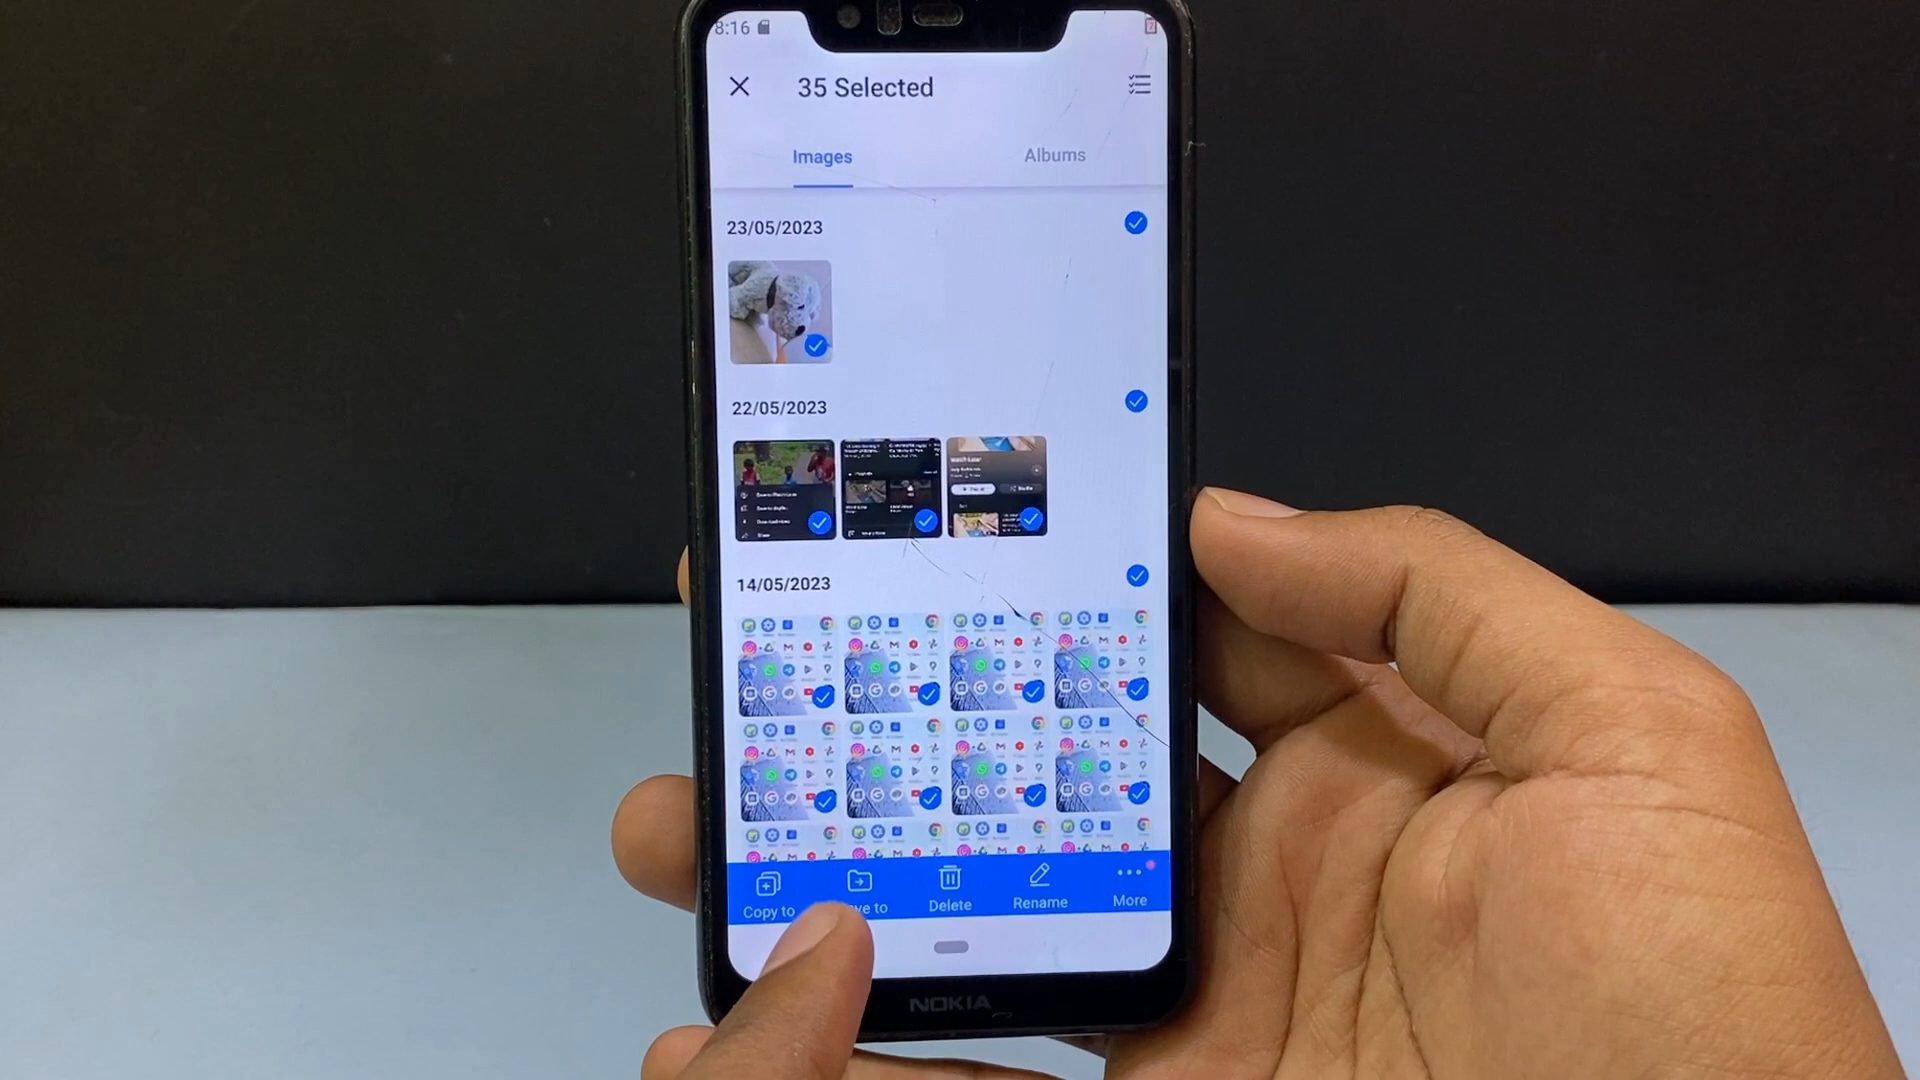 8:16
35 Selected
Images
Albums
23/05/2023
22/05/2023
14/05/2023
Copy to
ve to
Delete
Rename
More
NOKIA